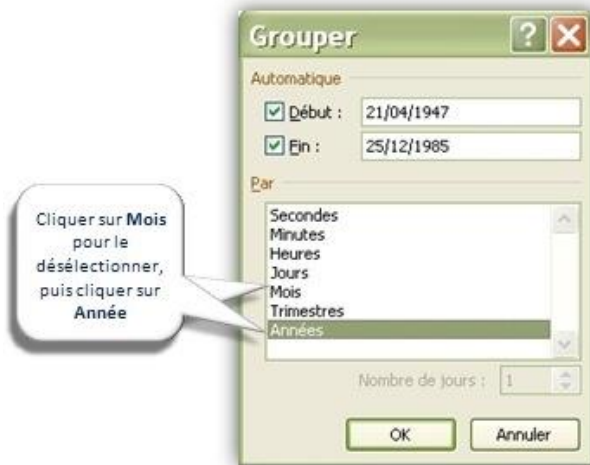 Grouper
Automatique
Début : 21/04/1947
Fin : 25/12/1985
Par
Secondes
Minutes
Heures
Jours
Mois
Trimestres
Années
Nombre de jours : 1
OK Annuler
Cliquer sur Mois
pour le
désélectionner,
puis cliquer sur
Année